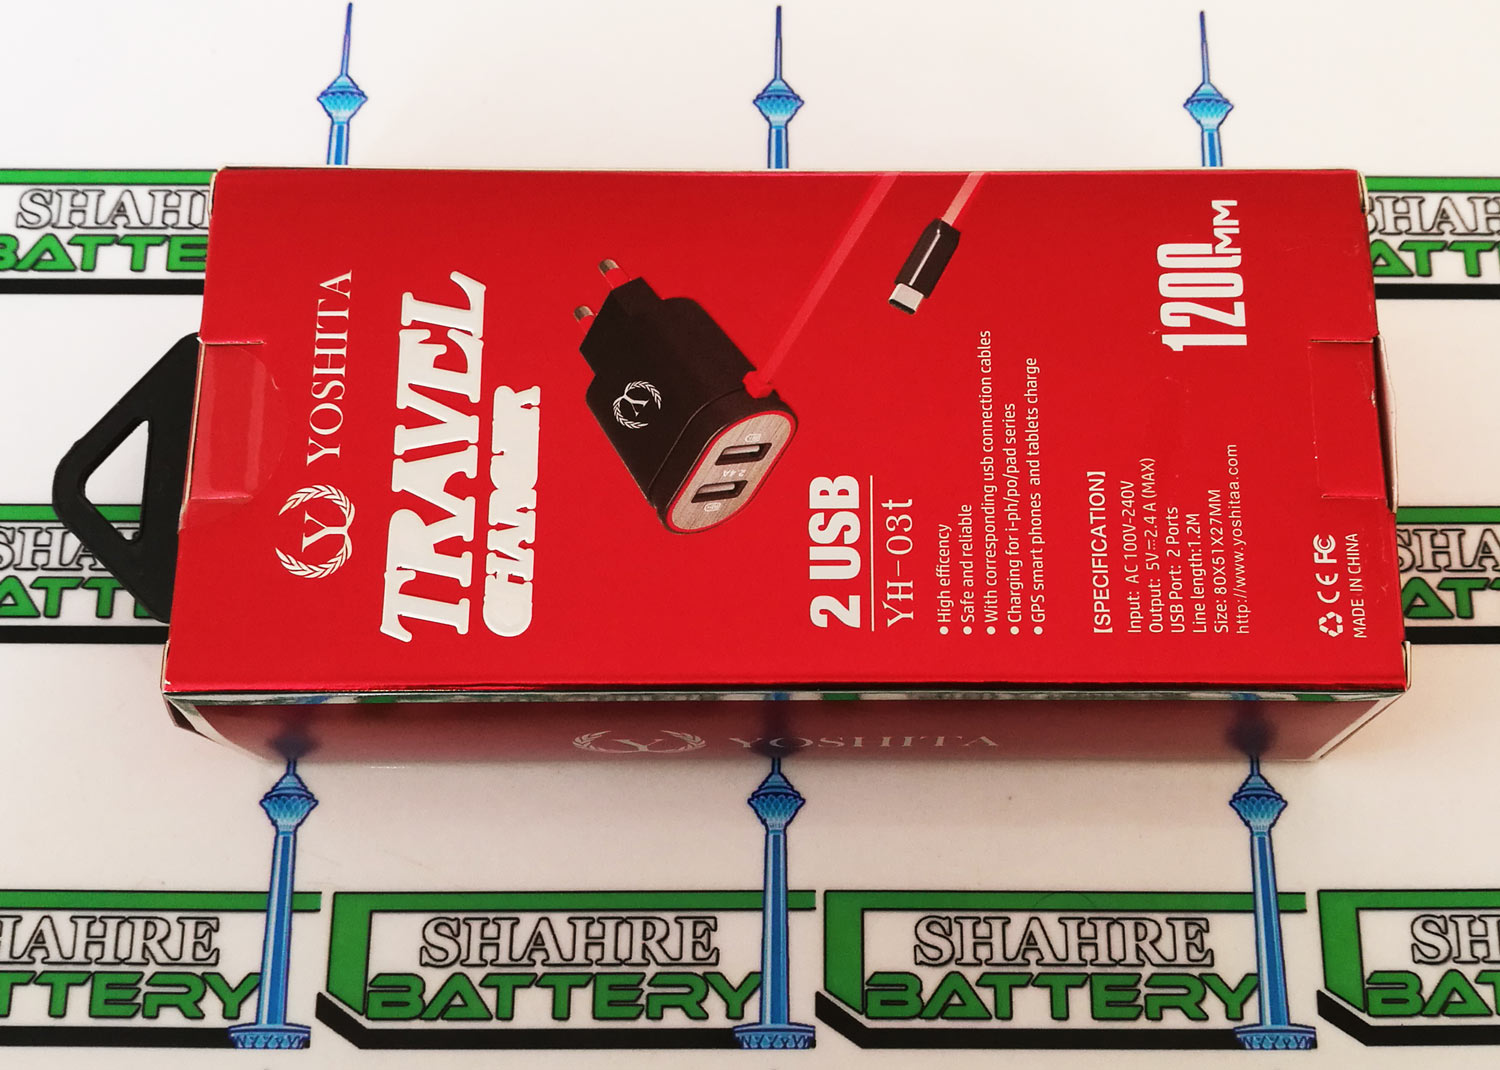 YOSHITA
TRAVEL
CHARGER
2.4A
2 USB
YH-03t
• High efficency
• Safe and reliable
• With corresponding usb connection cables
• Charging for i-ph/po/pad series
• GPS smart phones and tablets charge
【SPECIFICATION】
Input: AC 100V-240V
Output: 5V⎓2.4 A (MAX)
USB Port: 2 Ports
Line length:1.2M
Size: 80X51X27MM
http://www.yoshitaa.com
1200MM
CE FC
MADE IN CHINA
YOSHITA
SHAHRE
BATTERY
SHAHRE
BATTERY
SHAHRE
BATTERY